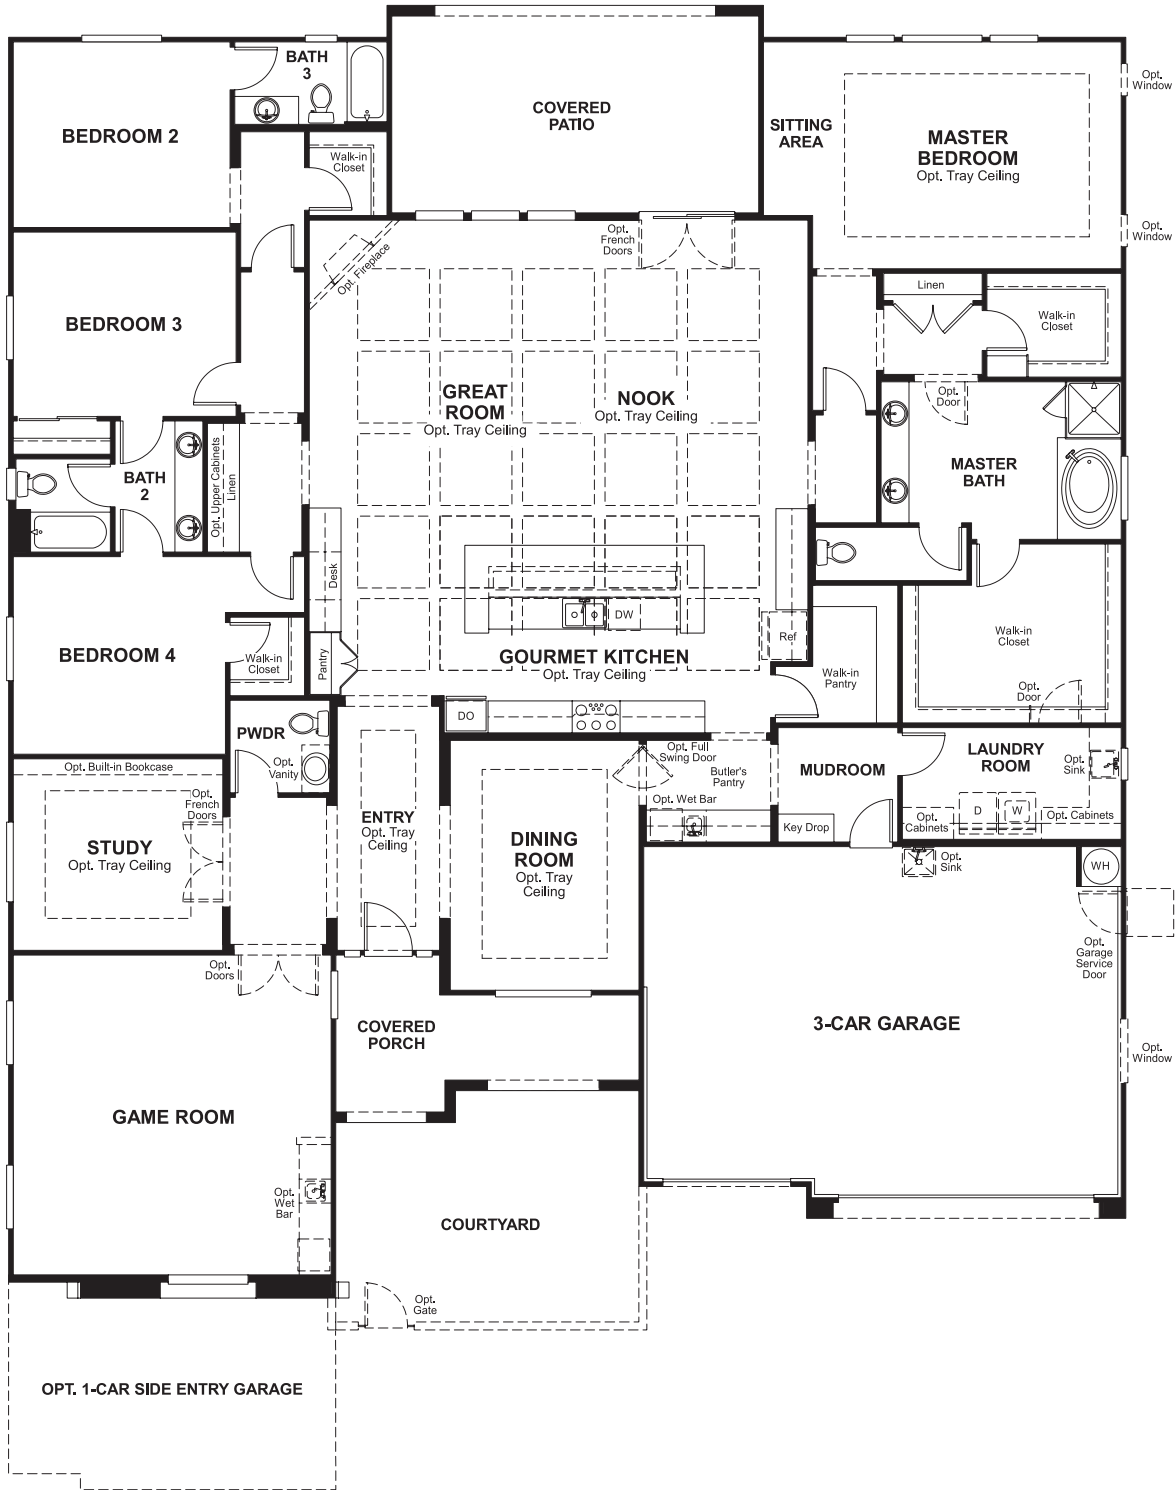 BATH
3
BEDROOM 2
Walk-in
Closet
COVERED
PATIO
SITTING
AREA
MASTER
BEDROOM
Opt. Tray Ceiling
Opt.
Window
Opt.
Window
Opt.
French
Doors
Opt. Fireplace
BEDROOM 3
Linen
Walk-in
Closet
GREAT
ROOM
Opt. Tray Ceiling
NOOK
Opt. Tray Ceiling
Opt.
Door
MASTER
BATH
BATH
2
Opt. Upper Cabinets
Linen
Desk
DW
Ref
BEDROOM 4
Walk-in
Closet
Pantry
GOURMET KITCHEN
Opt. Tray Ceiling
Walk-in
Pantry
Walk-in
Closet
Opt.
Door
DO
PWDR
Opt.
Vanity
Opt. Full
Swing Door
Butler's
Pantry
Opt. Wet Bar
MUDROOM
LAUNDRY
ROOM
Opt.
Sink
D
W
Opt.
Cabinets
Opt. Cabinets
Key Drop
Opt. Built-in Bookcase
Opt.
French
Doors
STUDY
Opt. Tray Ceiling
ENTRY
Opt. Tray
Ceiling
DINING
ROOM
Opt. Tray
Ceiling
Opt.
Sink
WH
Opt.
Garage
Service
Door
Opt.
Doors
COVERED
PORCH
3-CAR GARAGE
Opt.
Window
GAME ROOM
Opt.
Wet
Bar
COURTYARD
Opt.
Gate
OPT. 1-CAR SIDE ENTRY GARAGE